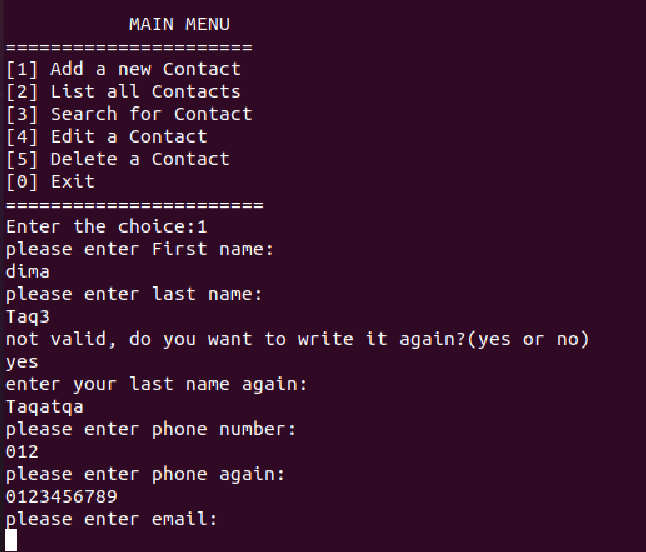 MAIN MENU
======================
[1] Add a new Contact
[2] List all Contacts
[3] Search for Contact
[4] Edit a Contact
[5] Delete a Contact
[0] Exit
=======================
Enter the choice:1
please enter First name:
dima
please enter last name:
Taq3
not valid, do you want to write it again?(yes or no)
yes
enter your last name again:
Taqatqa
please enter phone number:
012
please enter phone again:
0123456789
please enter email: